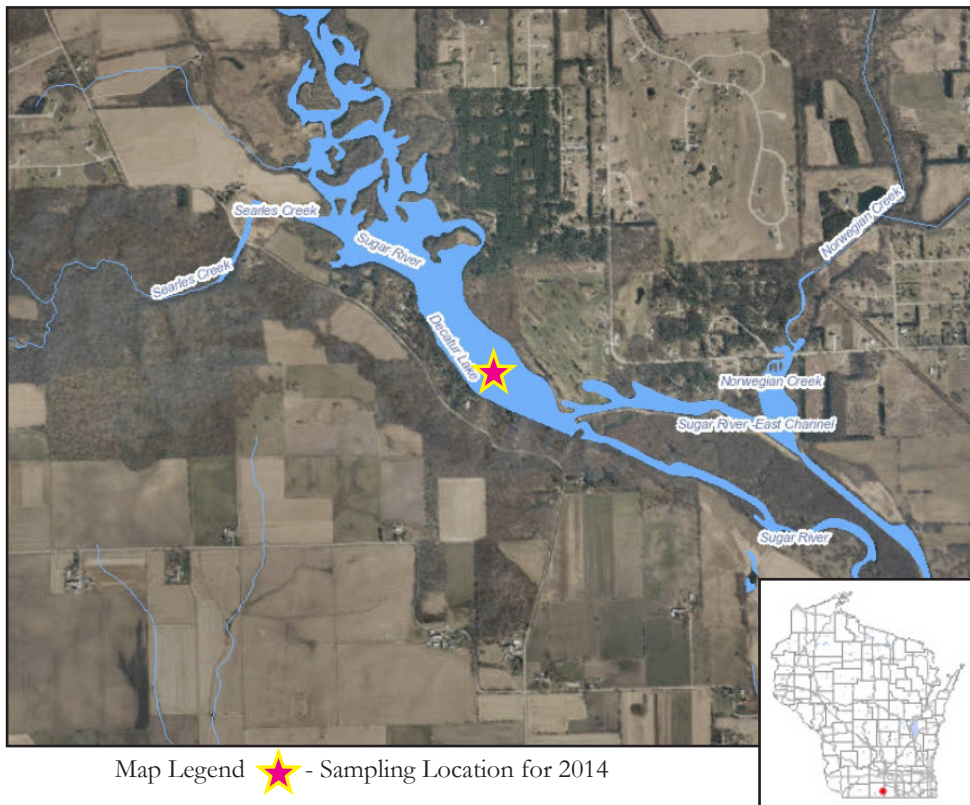 Searles Creek
Sugar River
Searles Creek
Norwegian Creek
Decatur Lake
Norwegian Creek
Sugar River -East Channel
Sugar River
Map Legend - Sampling Location for 2014